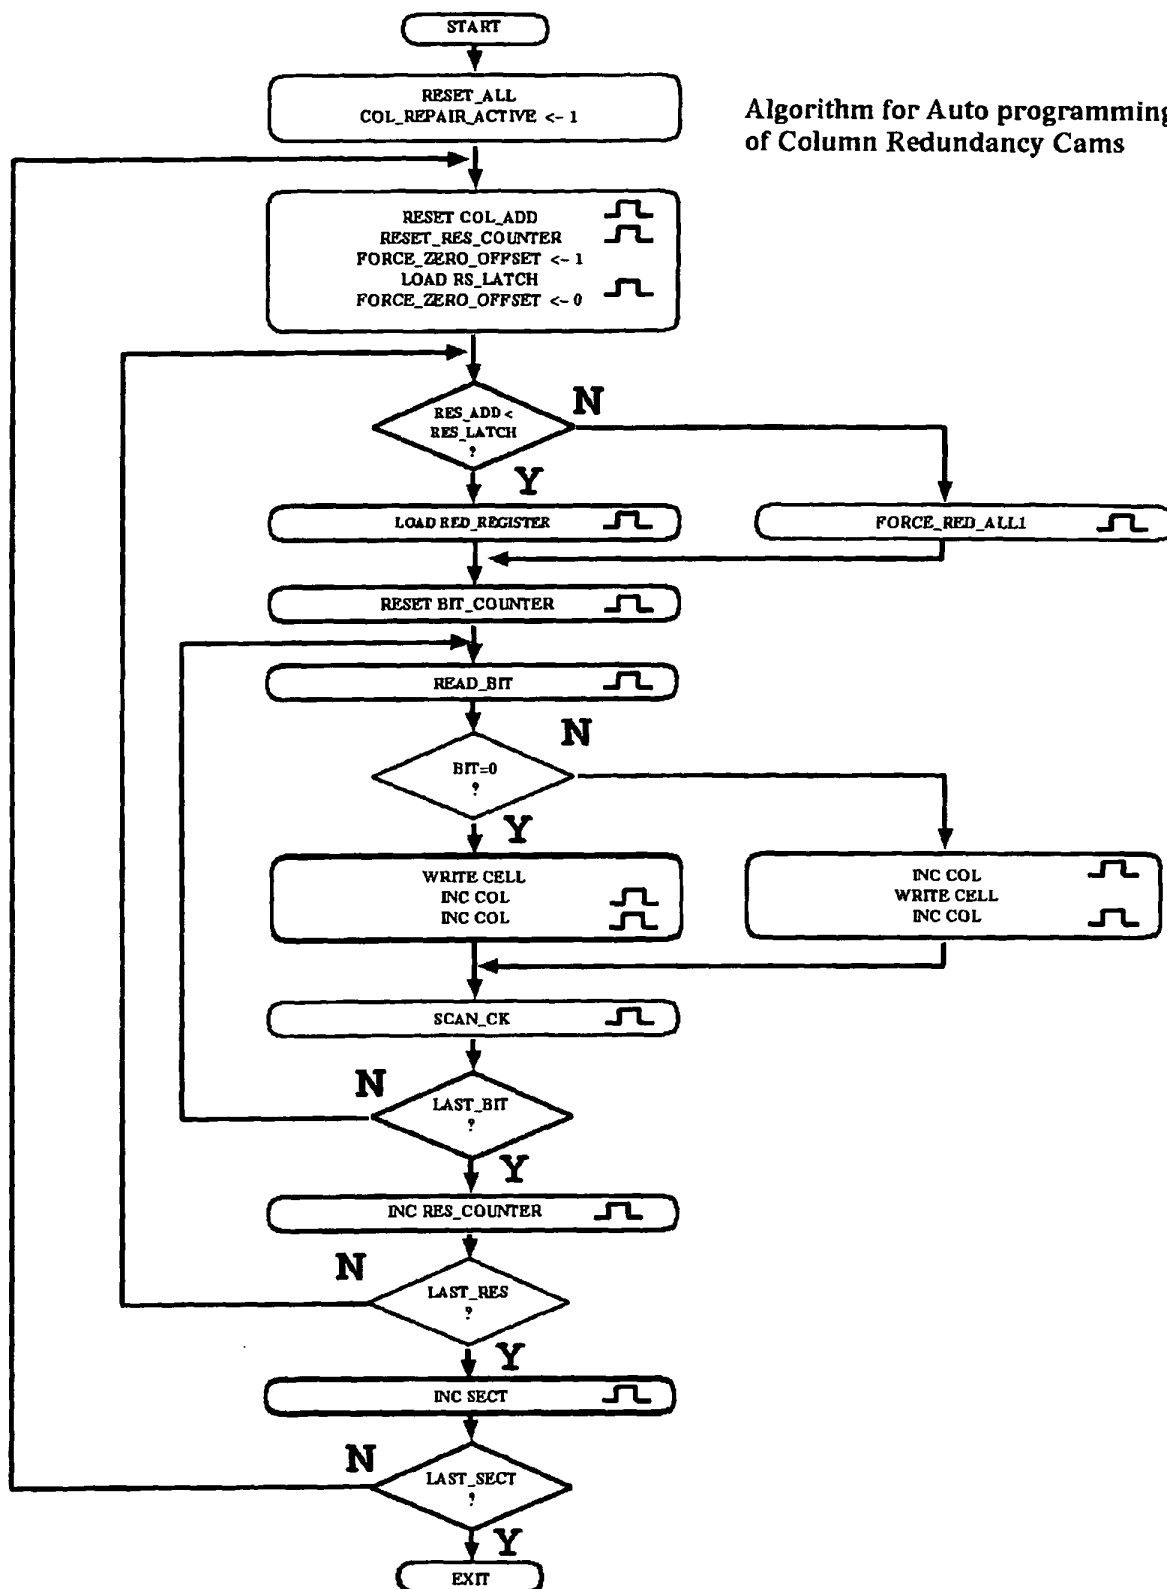 START
RESET_ALL
COL_REPAIR_ACTIVE <- 1
Algorithm for Auto programming
of Column Redundancy Cams
RESET COL_ADD
RESET_RES_COUNTER
FORCE_ZERO_OFFSET <- 1
LOAD RS_LATCH
FORCE_ZERO_OFFSET <- 0
RES_ADD <
RES_LATCH
?
N
Y
LOAD RED_REGISTER
FORCE_RED_ALL1
RESET BIT_COUNTER
READ_BIT
N
BIT=0
?
Y
WRITE CELL
INC COL
INC COL
INC COL
WRITE CELL
INC COL
SCAN_CK
N
LAST_BIT
?
Y
INC RES_COUNTER
N
LAST_RES
?
Y
INC SECT
N
LAST_SECT
?
Y
EXIT